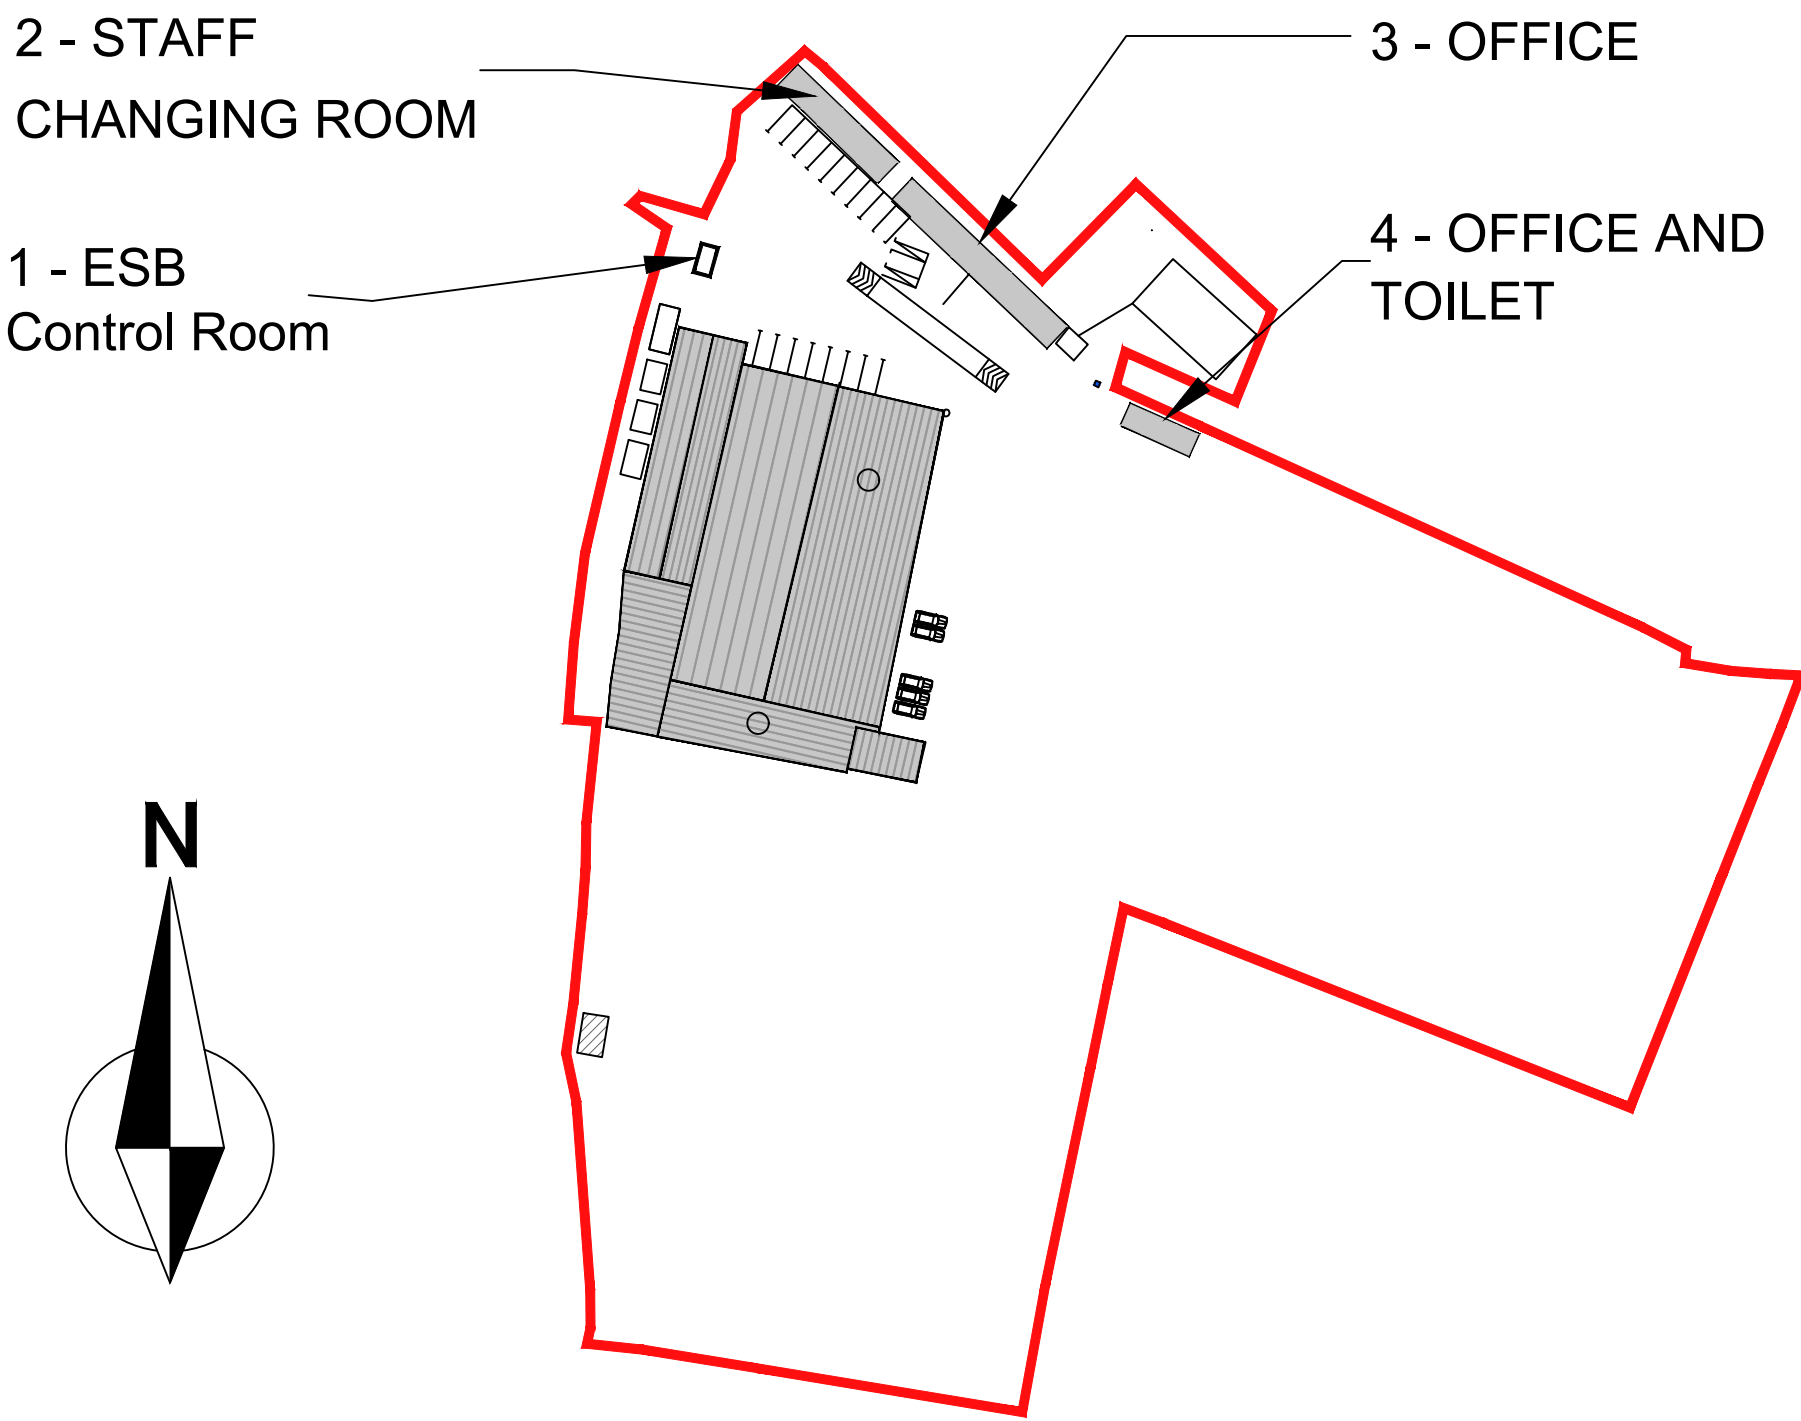 2 - STAFF
CHANGING ROOM
3 - OFFICE
1 - ESB
Control Room
4 - OFFICE AND
TOILET
N